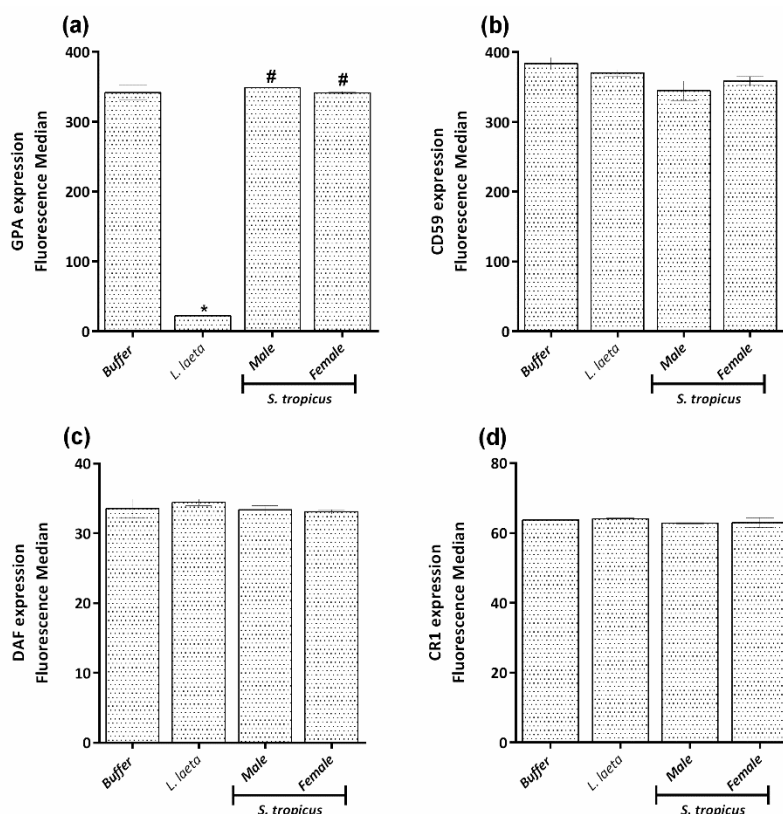 (a)
GPA expression
Fluorescence Median
400
300
200
100
0
*
#
#
Buffer
L. laeta
Male
Female
S. tropicus
(b)
CD59 expression
Fluorescence Median
400
300
200
100
0
Buffer
L. laeta
Male
Female
S. tropicus
(c)
DAF expression
Fluorescence Median
40
30
20
10
0
Buffer
L. laeta
Male
Female
S. tropicus
(d)
CR1 expression
Fluorescence Median
80
60
40
20
0
Buffer
L. laeta
Male
Female
S. tropicus